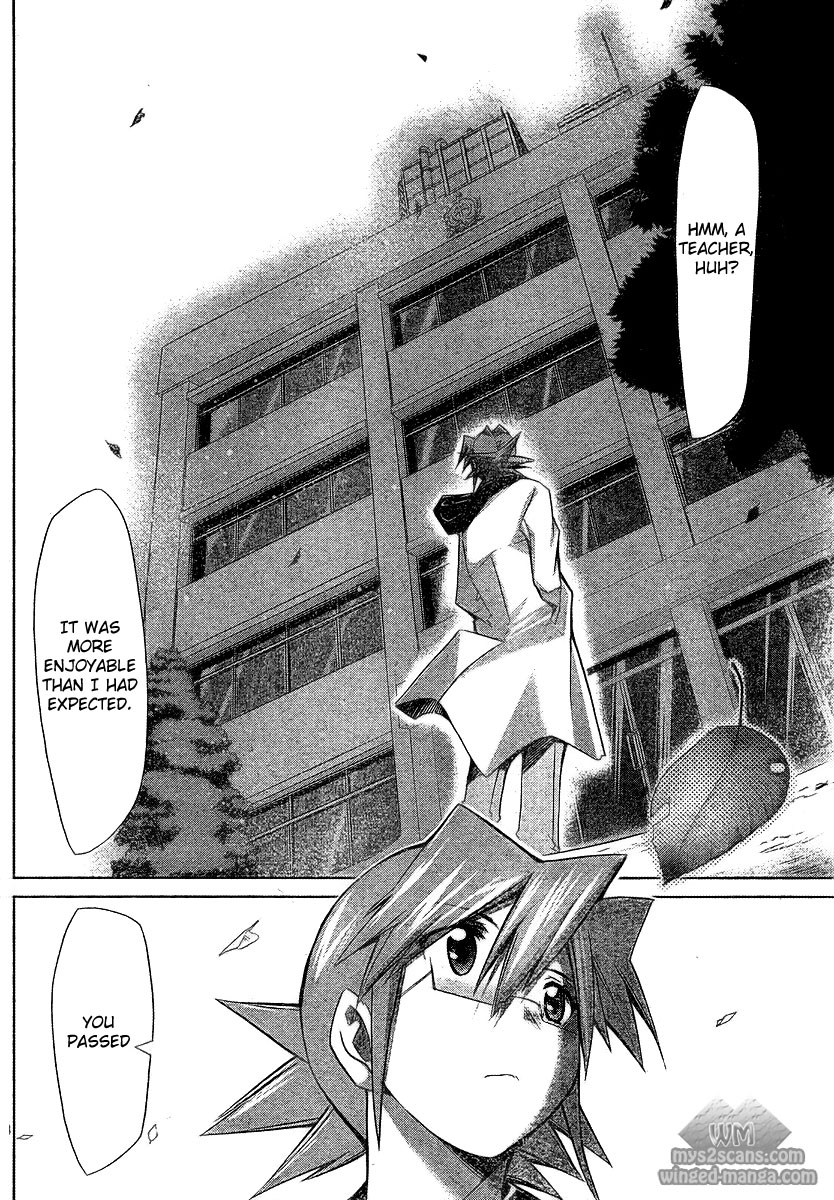 HMM, A
TEACHER,
HUH?
IT WAS
MORE
ENJOYABLE
THAN I HAD
EXPECTED.
YOU
PASSED
WM
mys2scans.com
winged-manga.com